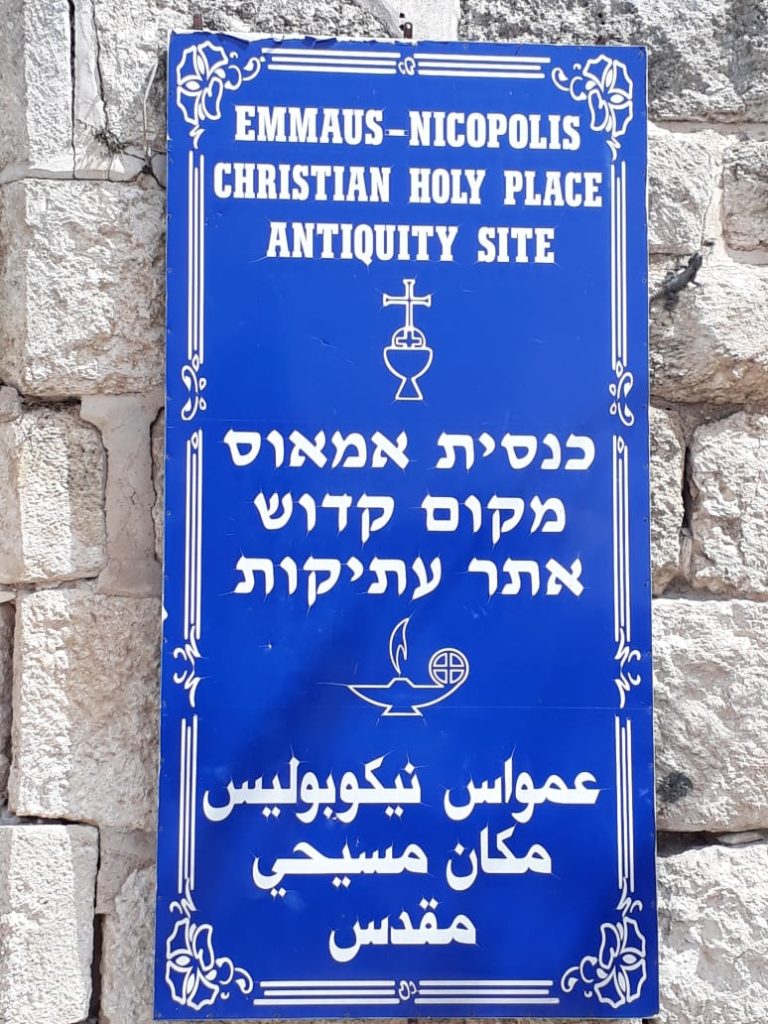 EMMAUS-NICOPOLIS
CHRISTIAN HOLY PLACE
ANTIQUITY SITE
כנסית אמאוס
מקום קדוש
אתר עתיקות
عمواس نيكوبوليس
مكان مسيحي
مقدس